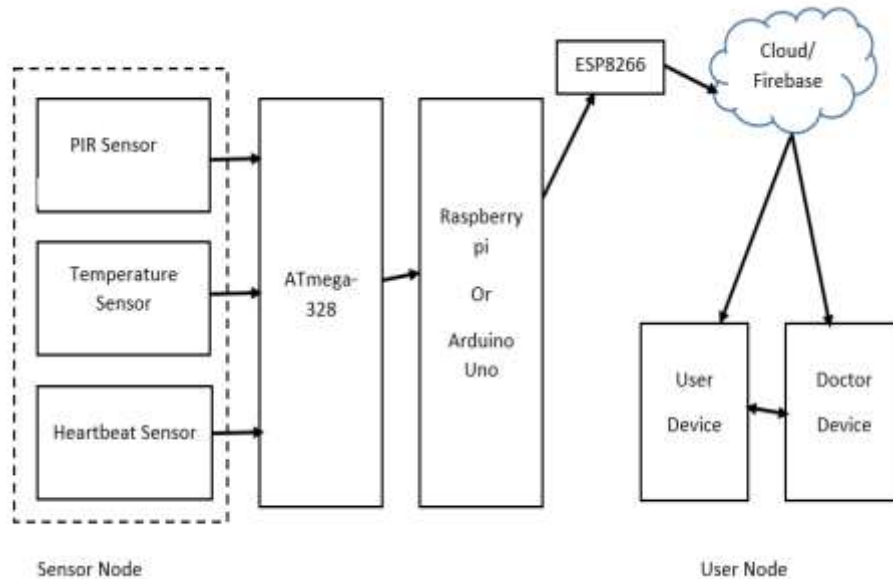 PIR Sensor
Temperature
Sensor
Heartbeat Sensor
ATmega-
328
Raspberry
pi
Or
Arduino
Uno
ESP8266
Cloud/
Firebase
User
Device
Doctor
Device
Sensor Node
User Node